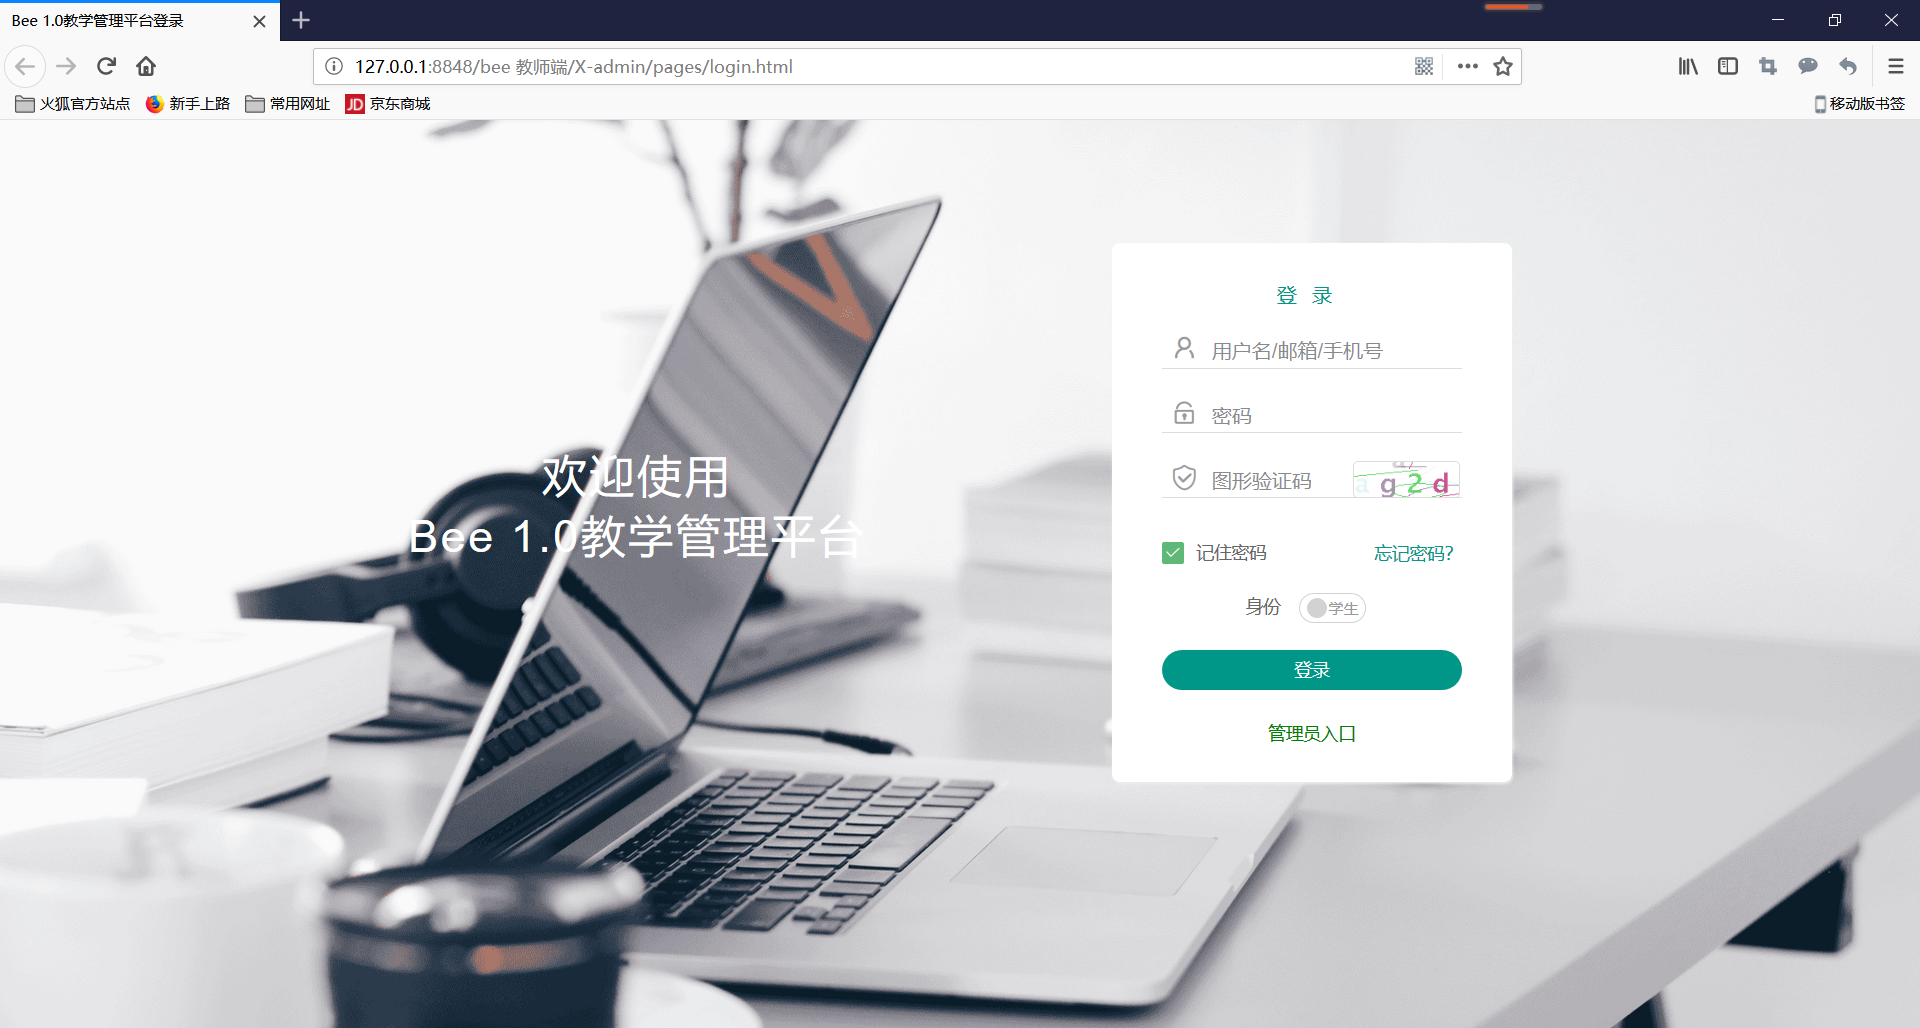 Bee 1.0教学管理平台登录
127.0.0.1:8848/bee 教师端/X-admin/pages/login.html
火狐官方站点
新手上路
常用网址
JD 京东商城
移动版书签
欢迎使用
Bee 1.0教学管理平台
登 录
用户名/邮箱/手机号
密码
图形验证码
a g 2 d
记住密码
忘记密码?
身份
学生
登录
管理员入口